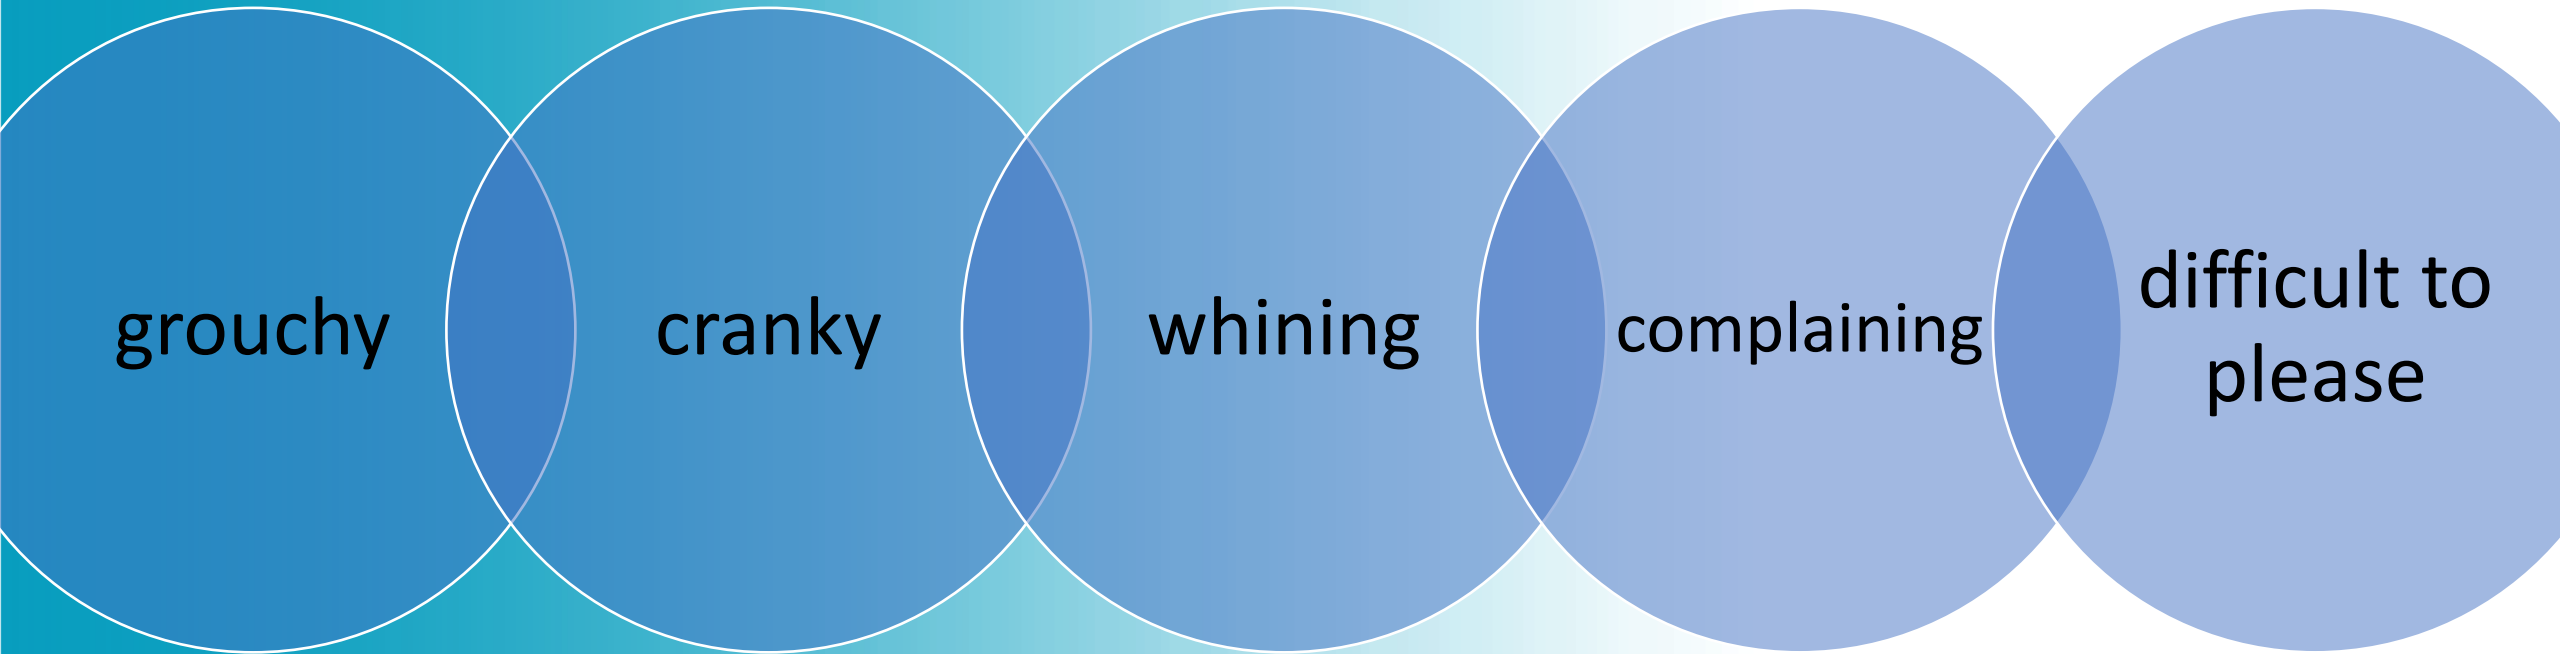 grouchy
cranky
whining
complaining
difficult to
please